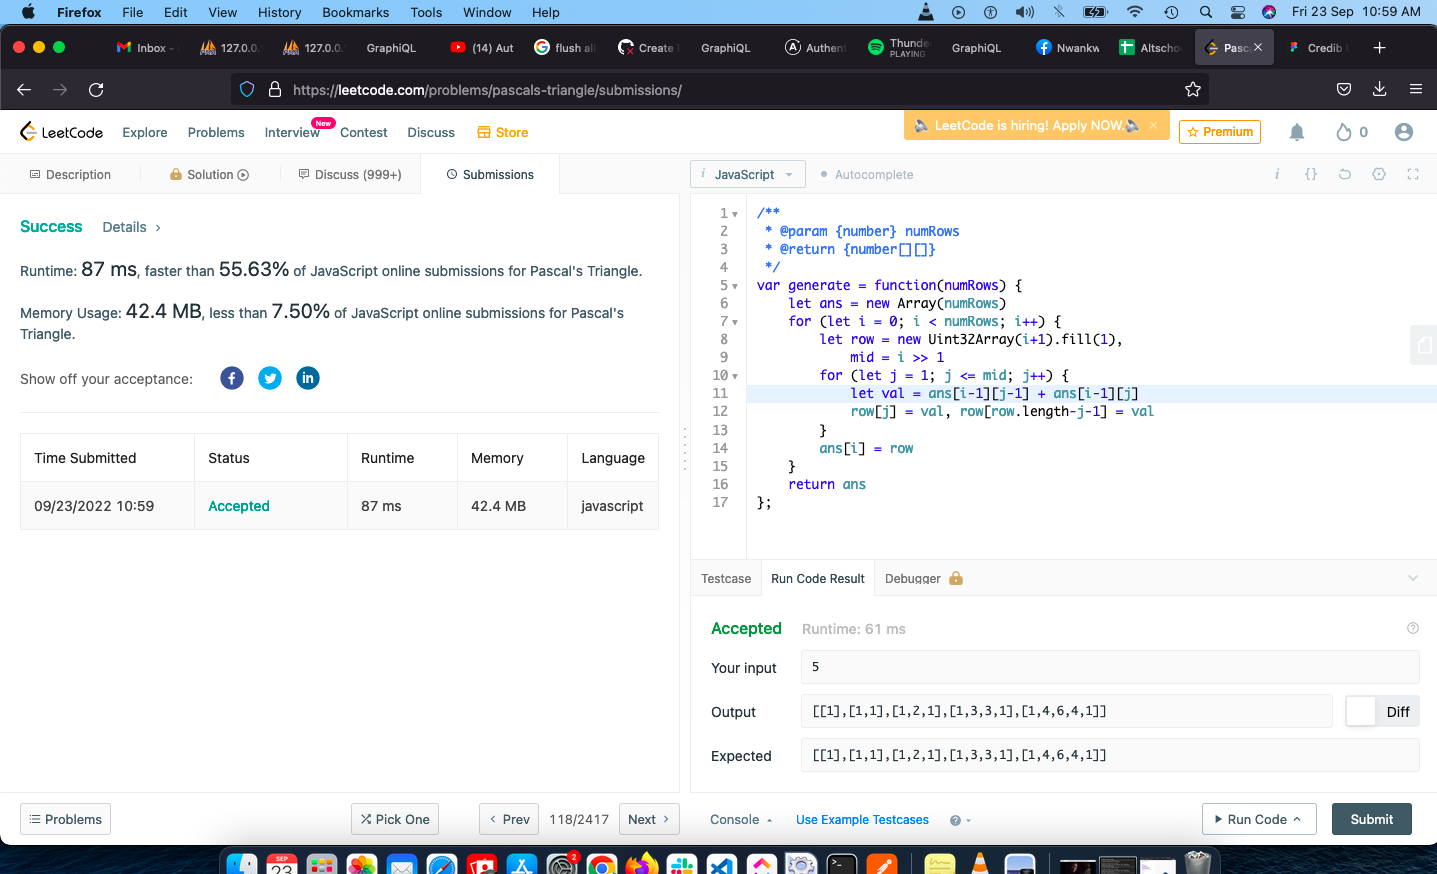 Firefox File Edit View History Bookmarks Tools Window Help Fri 23 Sep 10:59 AM
Inbox - 127.0.0. 127.0.0. GraphiQL (14) Aut flush all Create GraphiQL Authent Thunde PLAYING GraphiQL Nwankw Altscho Pasc Credib
https://leetcode.com/problems/pascals-triangle/submissions/
LeetCode Explore Problems Interview New Contest Discuss Store LeetCode is hiring! Apply NOW. Premium 0
Description Solution Discuss (999+) Submissions
i JavaScript Autocomplete i {}
Success Details >
Runtime: 87 ms, faster than 55.63% of JavaScript online submissions for Pascal's Triangle.
Memory Usage: 42.4 MB, less than 7.50% of JavaScript online submissions for Pascal's
Triangle.
Show off your acceptance:
Time Submitted Status Runtime Memory Language
09/23/2022 10:59 Accepted 87 ms 42.4 MB javascript
1 /**
2 * @param {number} numRows
3 * @return {number[][]}
4 */
5 var generate = function(numRows) {
6 let ans = new Array(numRows)
7 for (let i = 0; i < numRows; i++) {
8 let row = new Uint32Array(i+1).fill(1),
9 mid = i >> 1
10 for (let j = 1; j <= mid; j++) {
11 let val = ans[i-1][j-1] + ans[i-1][j]
12 row[j] = val, row[row.length-j-1] = val
13 }
14 ans[i] = row
15 }
16 return ans
17 };
Testcase Run Code Result Debugger
Accepted Runtime: 61 ms
Your input 5
Output [[1],[1,1],[1,2,1],[1,3,3,1],[1,4,6,4,1]] Diff
Expected [[1],[1,1],[1,2,1],[1,3,3,1],[1,4,6,4,1]]
Problems Pick One < Prev 118/2417 Next > Console Use Example Testcases Run Code Submit
SEP 23 2